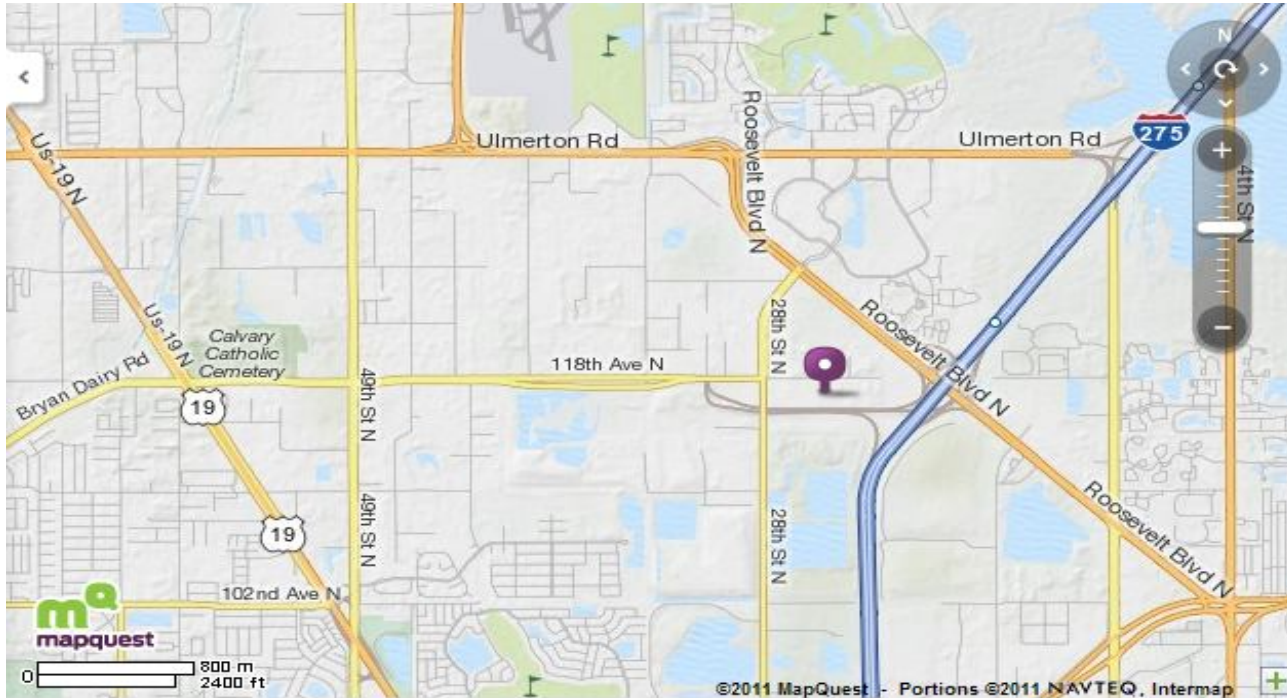 N
275
Ulmerton Rd
Ulmerton Rd
Us-19 N
Roosevelt Blvd N
4th St N
Us-19 N
Calvary
Catholic
Cemetery
28th St N
Roosevelt Blvd N
118th Ave N
Bryan Dairy Rd
19
49th St N
49th St N
19
28th St N
Roosevelt Blvd N
102nd Ave N
mq
mapquest
0
800 m
2400 ft
©2011 MapQuest - Portions ©2011 NAVTEQ, Intermap